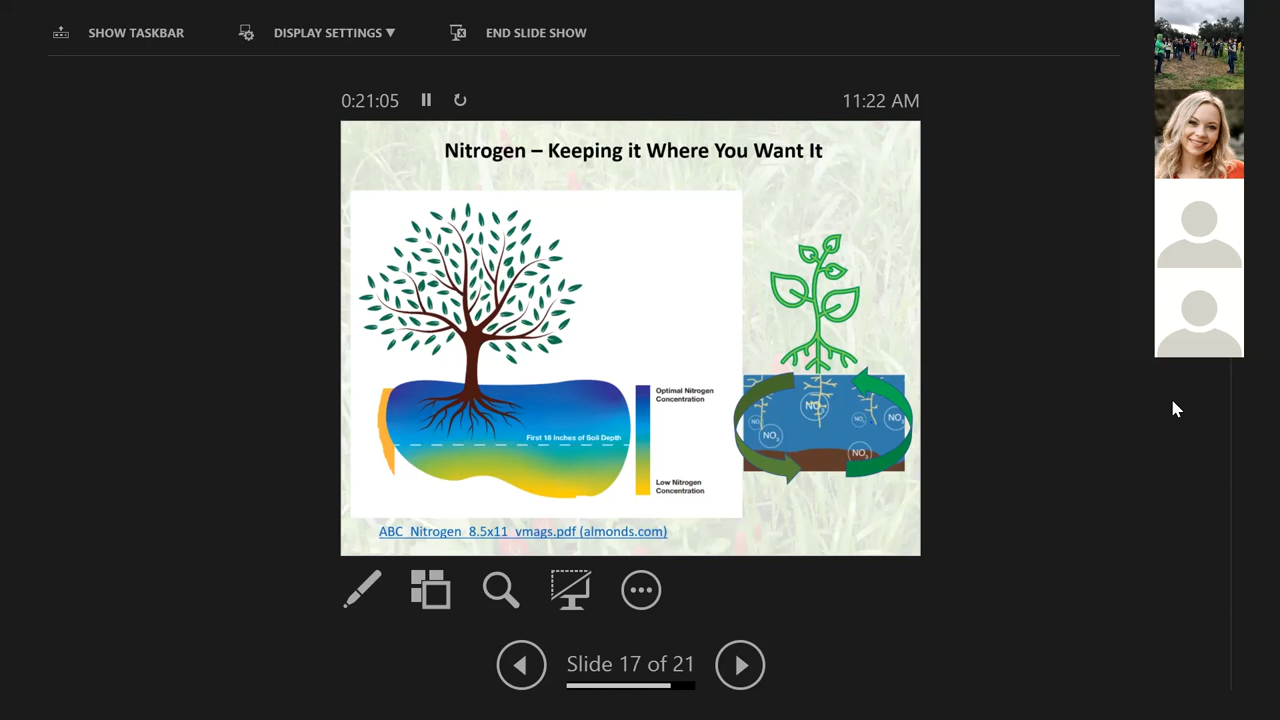 SHOW TASKBAR
DISPLAY SETTINGS ▼
END SLIDE SHOW
0:21:05
11:22 AM
Nitrogen – Keeping it Where You Want It
Optimal Nitrogen
Concentration
First 18 Inches of Soil Depth
Low Nitrogen
Concentration
NO₃
NO₃
NO₃
NO₃
NO₃
NO₃
ABC_Nitrogen_8.5x11_vmags.pdf (almonds.com)
Slide 17 of 21